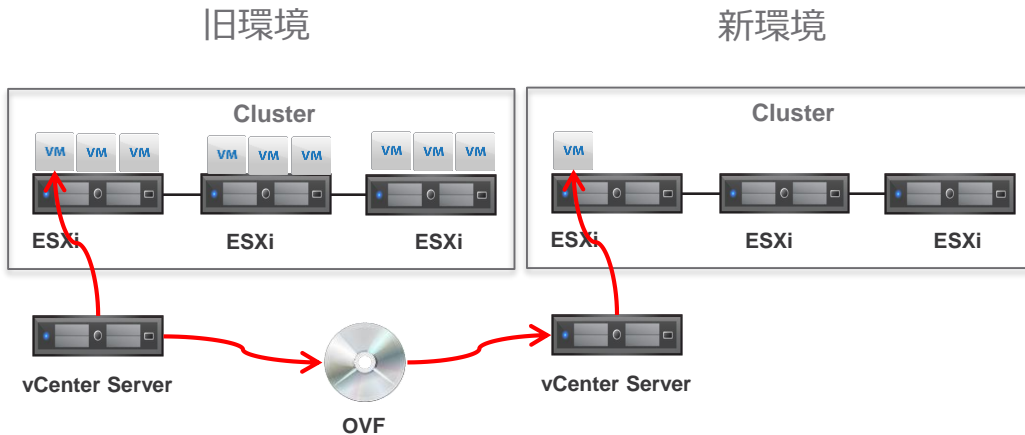 旧環境
新環境
Cluster
Cluster
VM VM VM
VM VM VM
VM VM VM
VM
ESXi
ESXi
ESXi
ESXi
ESXi
ESXi
vCenter Server
vCenter Server
OVF